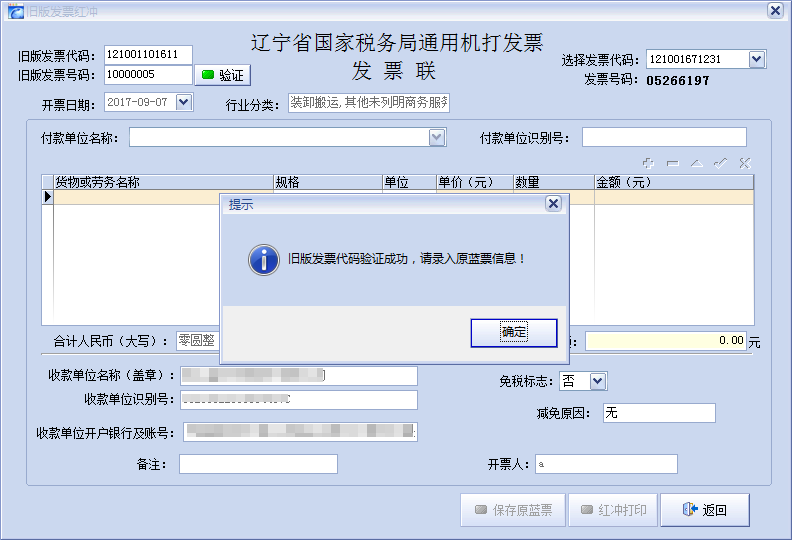 旧版发票红冲
辽宁省国家税务局通用机打发票
发 票 联
旧版发票代码: 121001101611
旧版发票号码: 10000005 验证
选择发票代码: 121001671231
发票号码: 05266197
开票日期: 2017-09-07 行业分类: 装卸搬运,其他未列明商务服务
付款单位名称: 付款单位识别号:
货物或劳务名称 规格 单位 单价(元) 数量 金额(元)
提示
旧版发票代码验证成功,请录入原蓝票信息!
确定
合计人民币(大写): 零圆整 0.00 元
收款单位名称(盖章): 免税标志: 否
收款单位识别号: 减免原因: 无
收款单位开户银行及账号:
备注: 开票人: a
保存原蓝票 红冲打印 返回